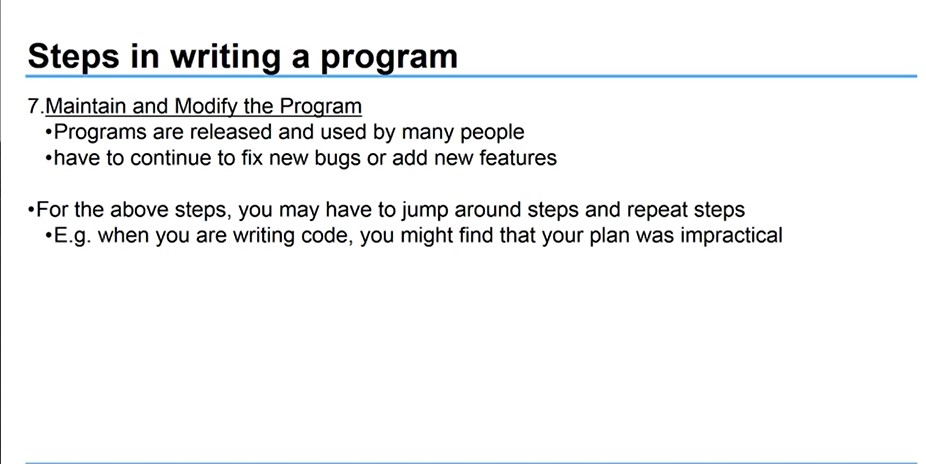 Steps in writing a program
7.Maintain and Modify the Program
•Programs are released and used by many people
•have to continue to fix new bugs or add new features
•For the above steps, you may have to jump around steps and repeat steps
•E.g. when you are writing code, you might find that your plan was impractical